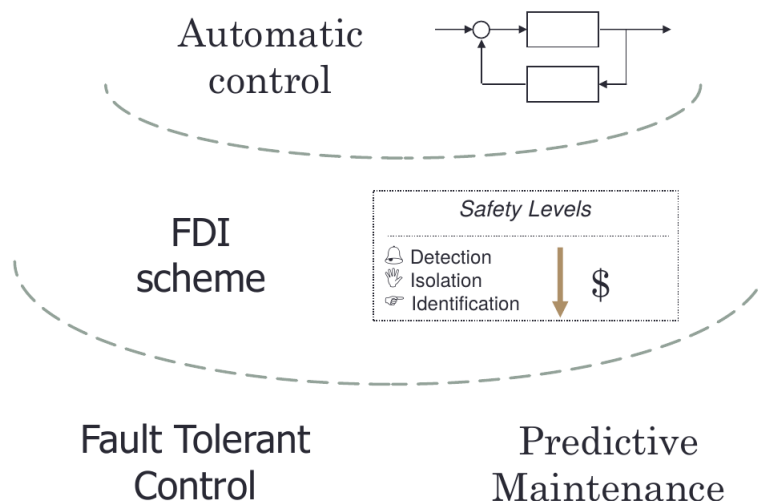 Automatic
control
FDI
scheme
Safety Levels
Detection
Isolation
Identification
$
Fault Tolerant
Control
Predictive
Maintenance